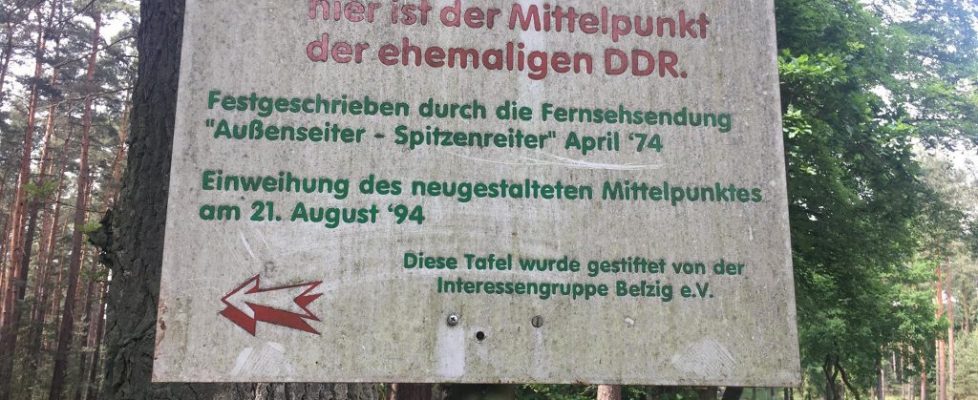 hier ist der Mittelpunkt
der ehemaligen DDR.
Festgeschrieben durch die Fernsehsendung
"Außenseiter - Spitzenreiter" April '74
Einweihung des neugestalteten Mittelpunktes
am 21. August '94
Diese Tafel wurde gestiftet von der
Interessengruppe Belzig e.V.